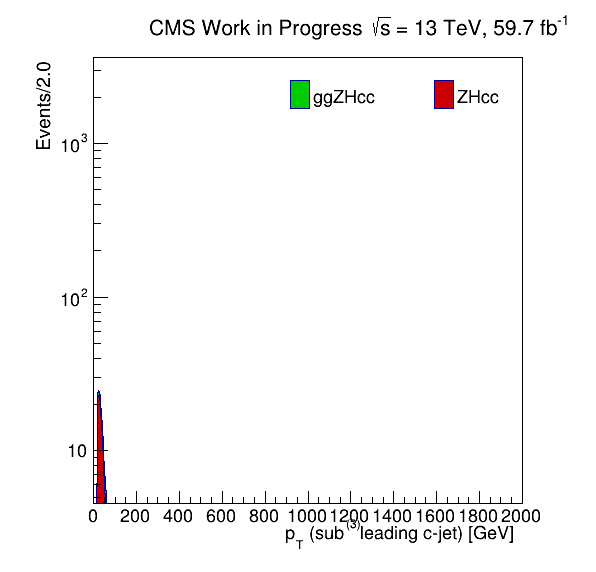 CMS Work in Progress √s = 13 TeV, 59.7 fb⁻¹
Events/2.0
ggZHcc ZHcc
10³
10²
10
0 200 400 600 800 1000 1200 1400 1600 1800 2000
p_T (sub⁽³⁾leading c-jet) [GeV]